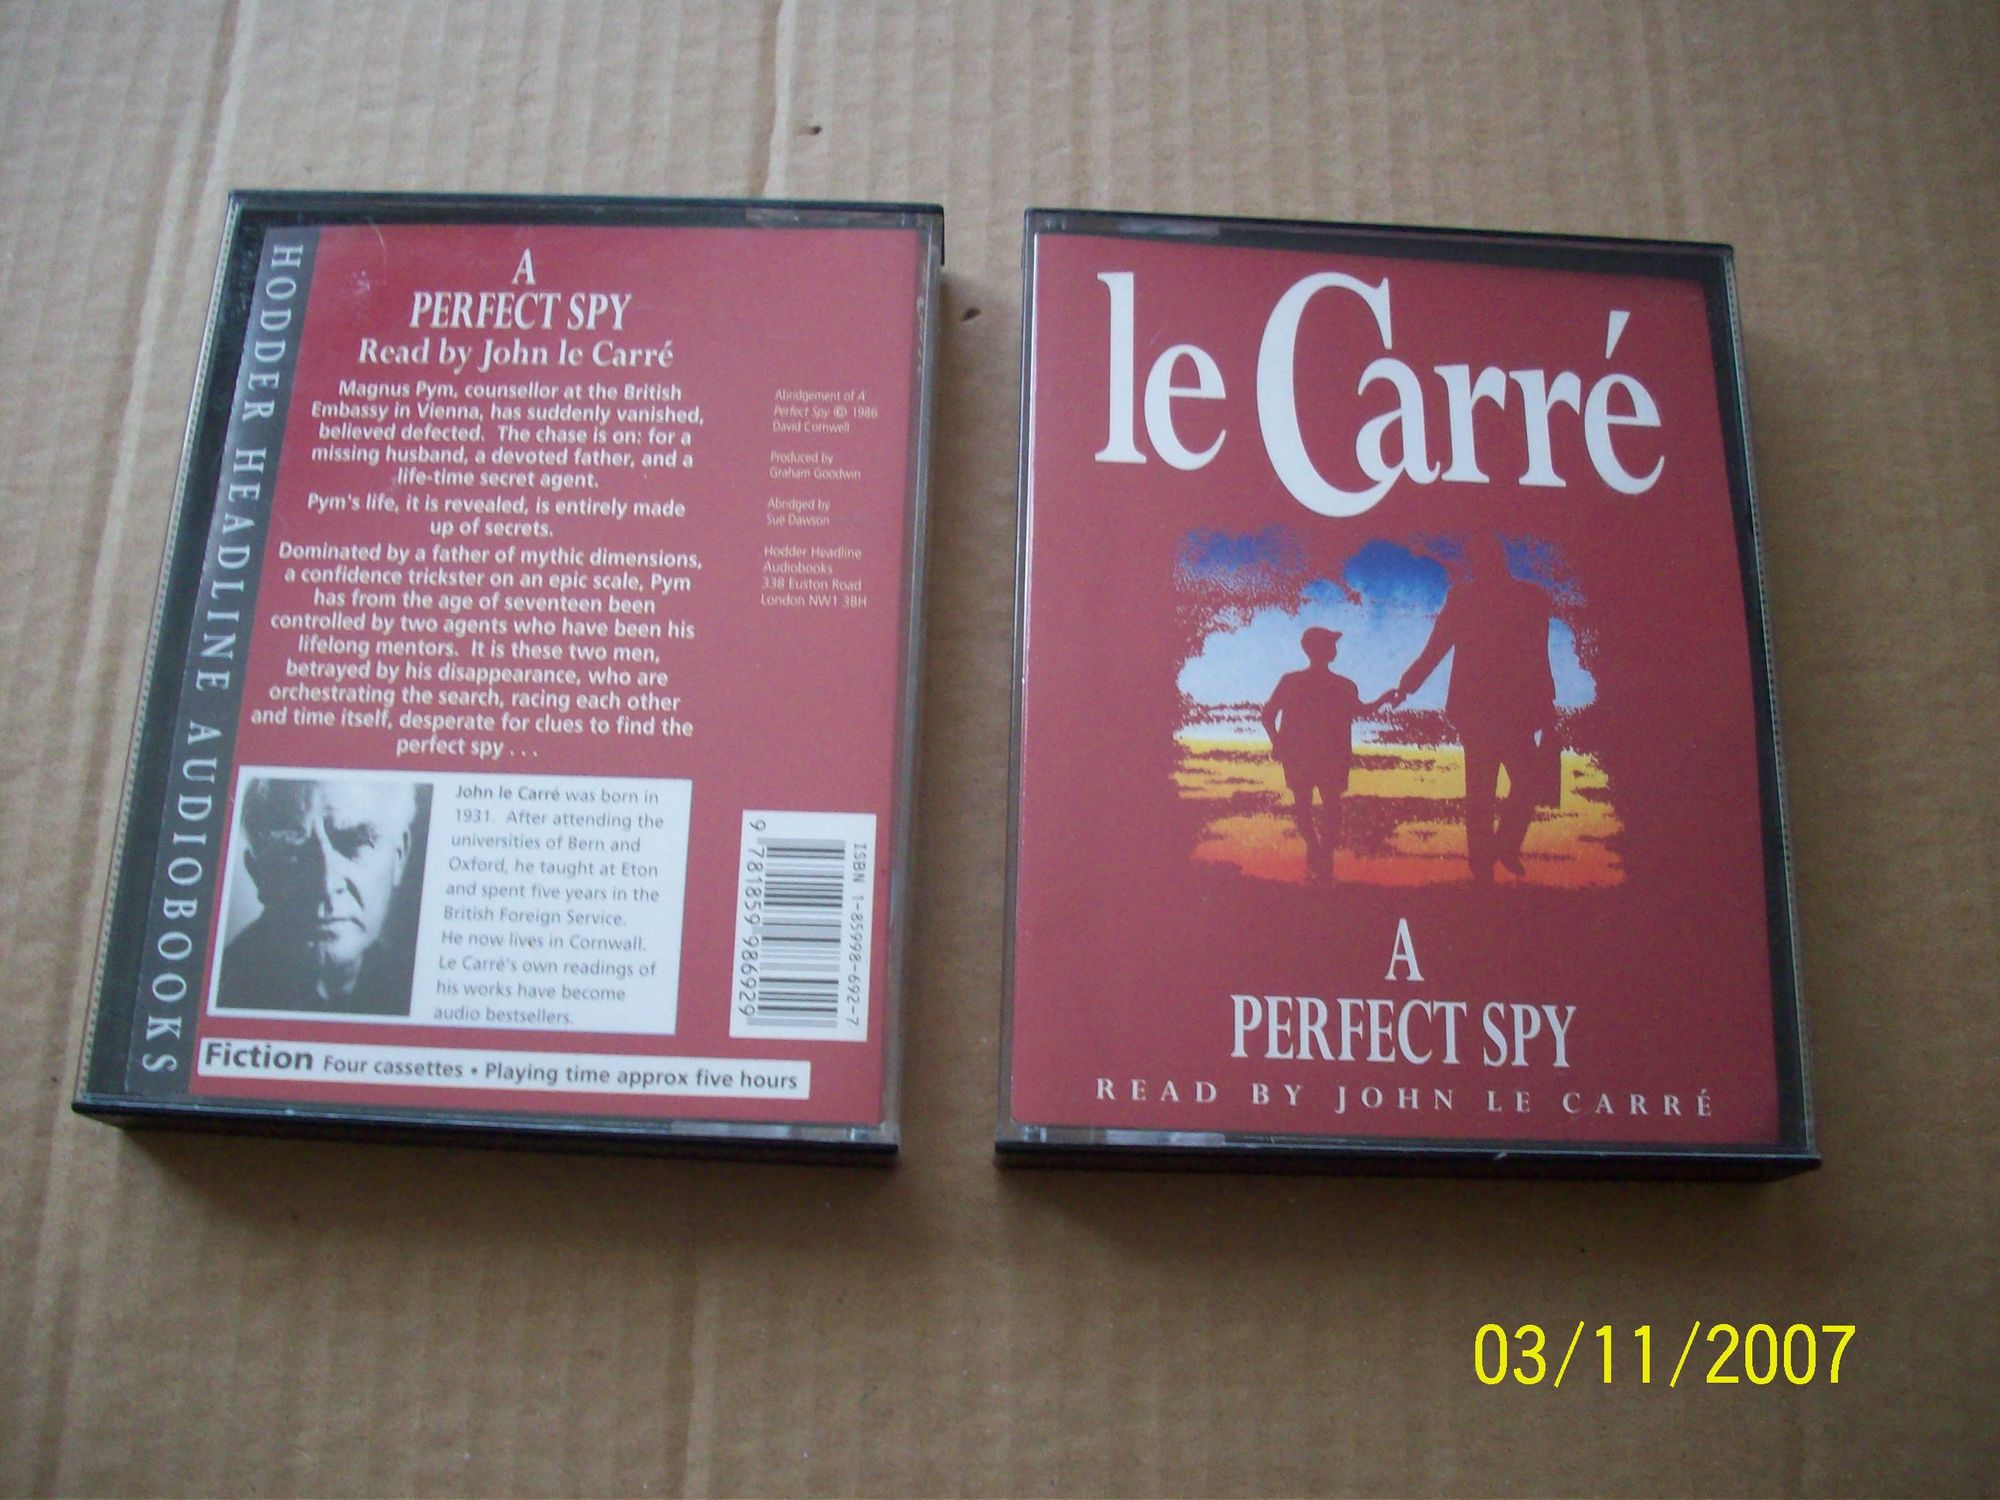 HODDER HEADLINE AUDIOBOOKS
A
PERFECT SPY
Read by John le Carré
Magnus Pym, counsellor at the British
Embassy in Vienna, has suddenly vanished,
believed defected. The chase is on: for a
missing husband, a devoted father, and a
life-time secret agent.
Pym's life, it is revealed, is entirely made
up of secrets.
Dominated by a father of mythic dimensions,
a confidence trickster on an epic scale, Pym
has from the age of seventeen been
controlled by two agents who have been his
lifelong mentors. It is these two men,
betrayed by his disappearance, who are
orchestrating the search, racing each other
and time itself, desperate for clues to find the
perfect spy . . .
Abridgement of A
Perfect Spy © 1986
David Cornwell
Produced by
Graham Goodwin
Abridged by
Sue Dawson
Hodder Headline
Audiobooks
338 Euston Road
London NW1 3BH
John le Carré was born in
1931. After attending the
universities of Bern and
Oxford, he taught at Eton
and spent five years in the
British Foreign Service.
He now lives in Cornwall.
Le Carré's own readings of
his works have become
audio bestsellers.
ISBN 1-85998-692-7
9 781859 986929
Fiction Four cassettes • Playing time approx five hours
le Carré
A
PERFECT SPY
READ BY JOHN LE CARRÉ
03/11/2007